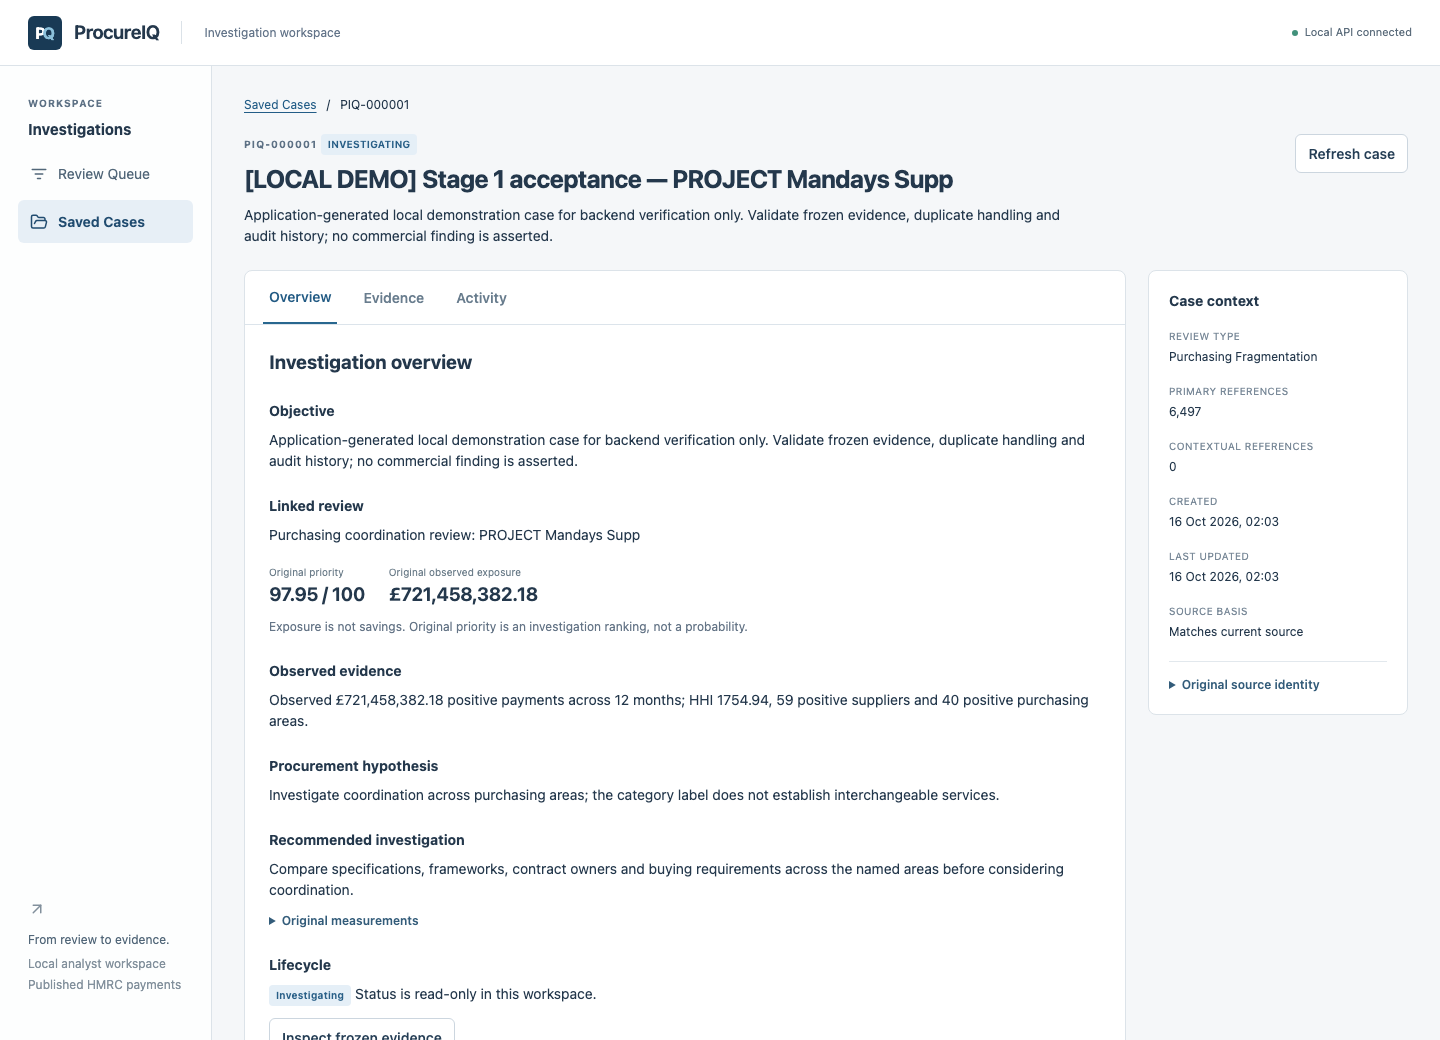 PQ ProcureIQ
Investigation workspace
Local API connected
WORKSPACE
Investigations
Review Queue
Saved Cases
From review to evidence.
Local analyst workspace
Published HMRC payments
Saved Cases / PIQ-000001
PIQ-000001 INVESTIGATING
Refresh case
[LOCAL DEMO] Stage 1 acceptance — PROJECT Mandays Supp
Application-generated local demonstration case for backend verification only. Validate frozen evidence, duplicate handling and
audit history; no commercial finding is asserted.
Overview
Evidence
Activity
Investigation overview
Objective
Application-generated local demonstration case for backend verification only. Validate frozen evidence, duplicate handling and
audit history; no commercial finding is asserted.
Linked review
Purchasing coordination review: PROJECT Mandays Supp
Original priority
97.95 / 100
Original observed exposure
£721,458,382.18
Exposure is not savings. Original priority is an investigation ranking, not a probability.
Observed evidence
Observed £721,458,382.18 positive payments across 12 months; HHI 1754.94, 59 positive suppliers and 40 positive purchasing
areas.
Procurement hypothesis
Investigate coordination across purchasing areas; the category label does not establish interchangeable services.
Recommended investigation
Compare specifications, frameworks, contract owners and buying requirements across the named areas before considering
coordination.
Original measurements
Lifecycle
Investigating Status is read-only in this workspace.
Inspect frozen evidence
Case context
REVIEW TYPE
Purchasing Fragmentation
PRIMARY REFERENCES
6,497
CONTEXTUAL REFERENCES
0
CREATED
16 Oct 2026, 02:03
LAST UPDATED
16 Oct 2026, 02:03
SOURCE BASIS
Matches current source
Original source identity